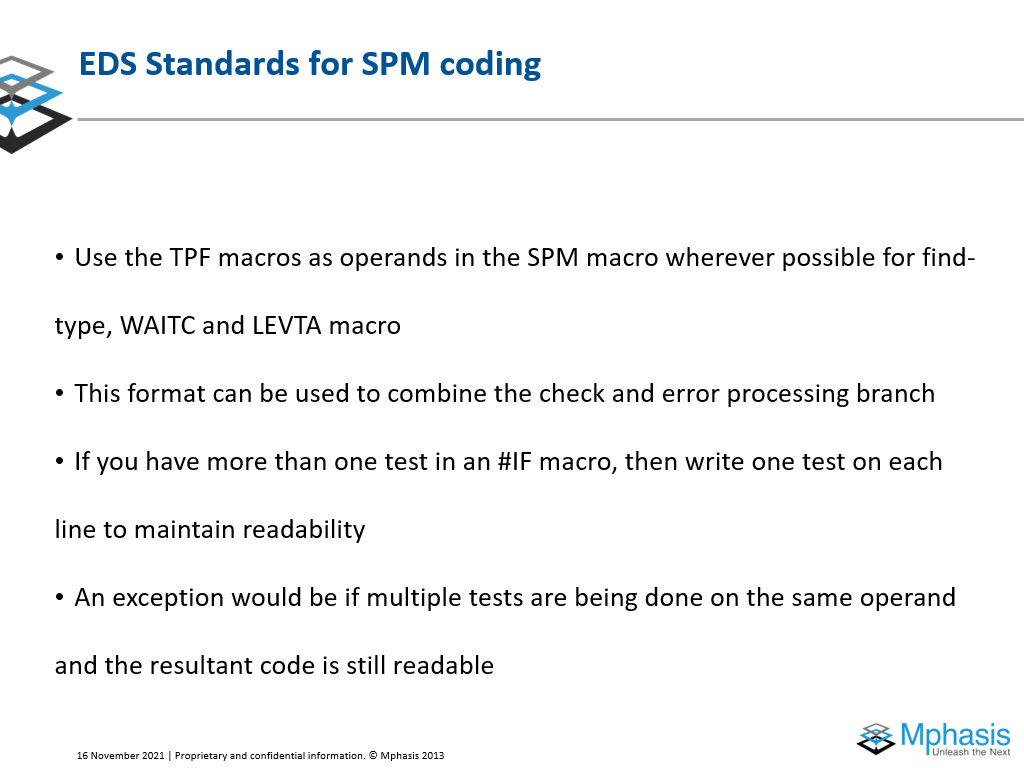 EDS Standards for SPM coding
• Use the TPF macros as operands in the SPM macro wherever possible for find-
type, WAITC and LEVTA macro
• This format can be used to combine the check and error processing branch
• If you have more than one test in an #IF macro, then write one test on each
line to maintain readability
• An exception would be if multiple tests are being done on the same operand
and the resultant code is still readable
16 November 2021 | Proprietary and confidential information. © Mphasis 2013
Mphasis
Unleash the Next